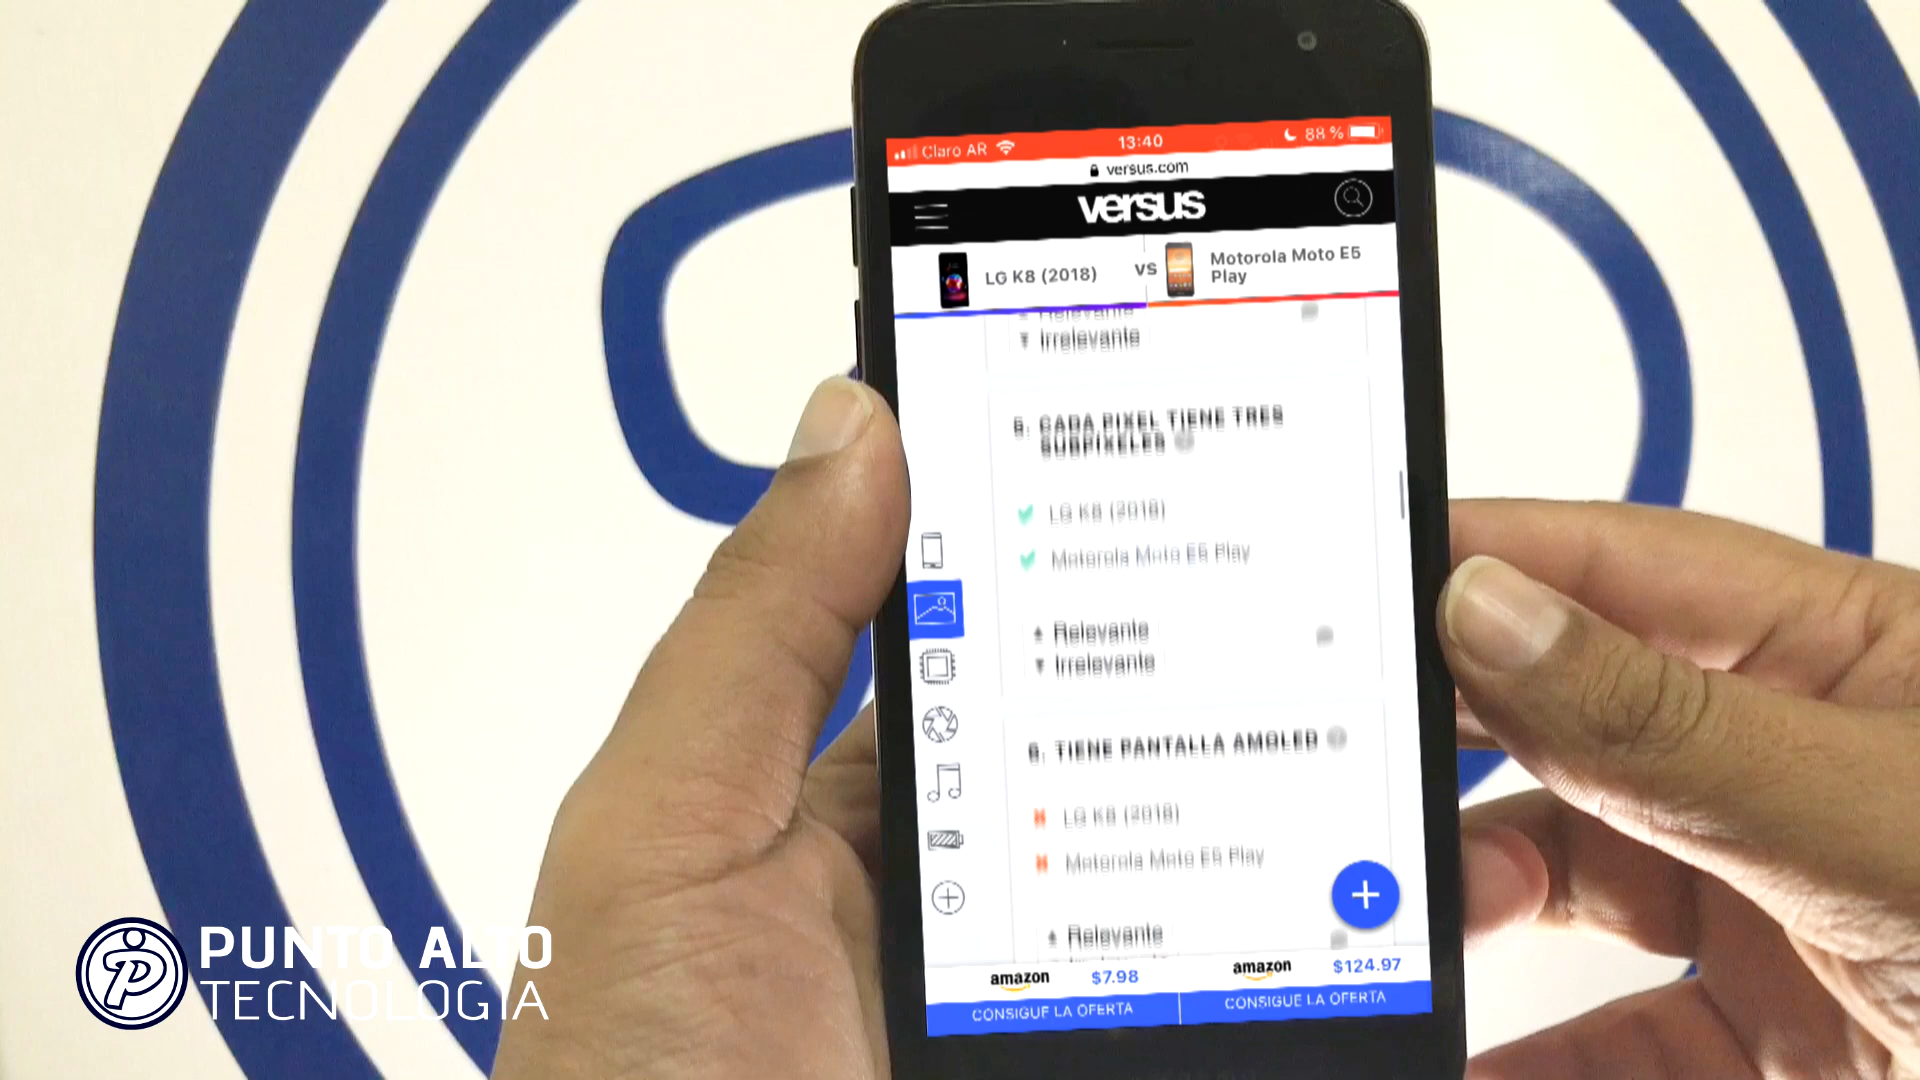 Claro AR
13:40
88 %
versus.com
versus
LG K8 (2018)
vs
Motorola Moto E5
Play
Relevante
Irrelevante
5. CADA PIXEL TIENE TRES
SUBPIXELES
LG K8 (2018)
Motorola Moto E5 Play
Relevante
Irrelevante
6. TIENE PANTALLA AMOLED
LG K8 (2018)
Motorola Moto E5 Play
Relevante
amazon $7.98
amazon $124.97
CONSIGUE LA OFERTA
CONSIGUE LA OFERTA
PUNTO ALTO
TECNOLOGIA